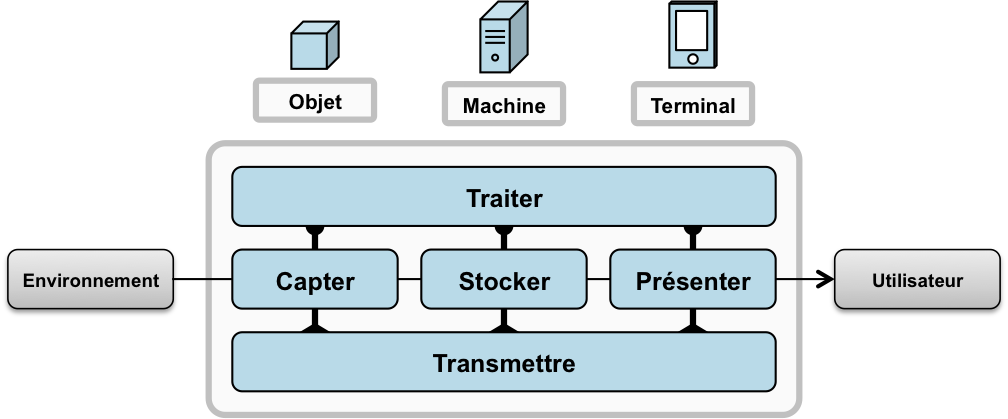 Objet
Machine
Terminal
Traiter
Environnement
Capter
Stocker
Présenter
Utilisateur
Transmettre